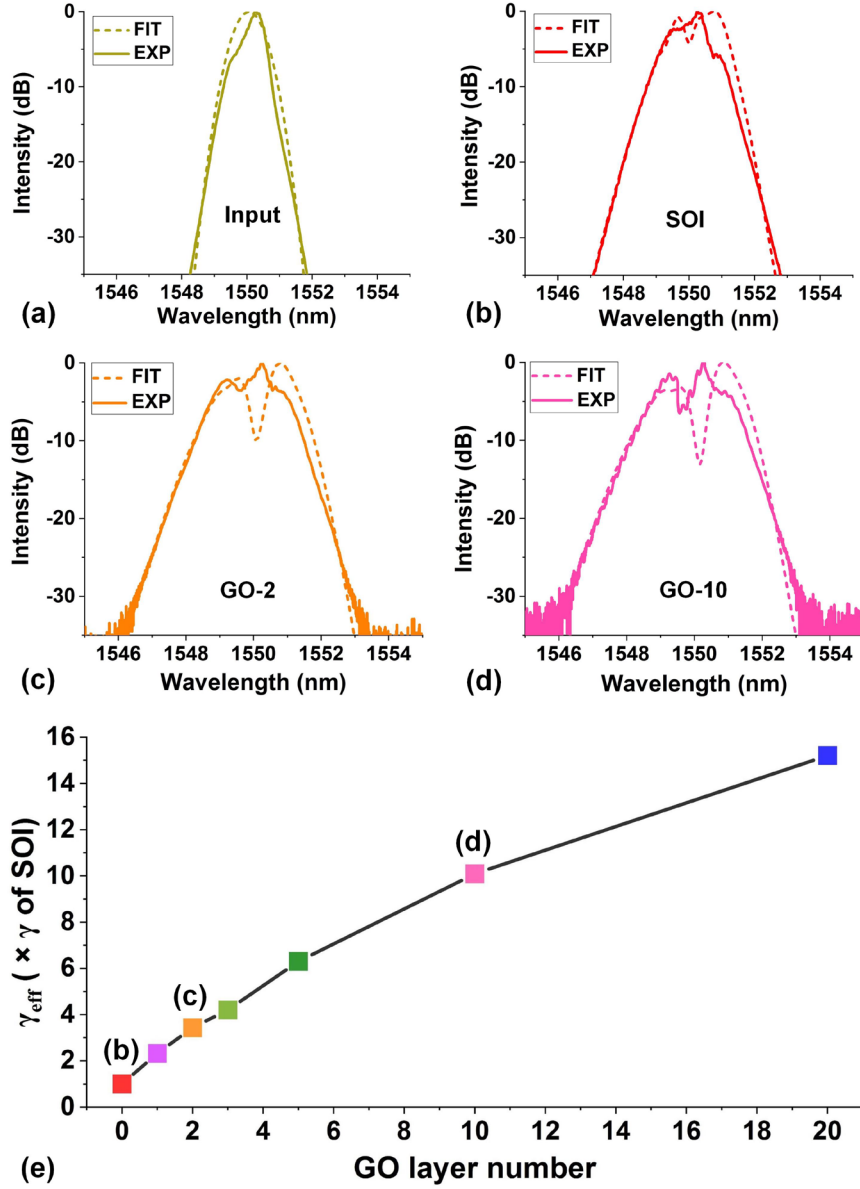 0
-10
-20
-30
Intensity (dB)
FIT
EXP
Input
1546 1548 1550 1552 1554
Wavelength (nm)
(a)
0
-10
-20
-30
Intensity (dB)
FIT
EXP
SOI
1546 1548 1550 1552 1554
Wavelength (nm)
(b)
0
-10
-20
-30
Intensity (dB)
FIT
EXP
GO-2
1546 1548 1550 1552 1554
Wavelength (nm)
(c)
0
-10
-20
-30
Intensity (dB)
FIT
EXP
GO-10
1546 1548 1550 1552 1554
Wavelength (nm)
(d)
16
14
12
10
8
6
4
2
0
γeff ( × γ of SOI)
(b)
(c)
(d)
0 2 4 6 8 10 12 14 16 18 20
GO layer number
(e)